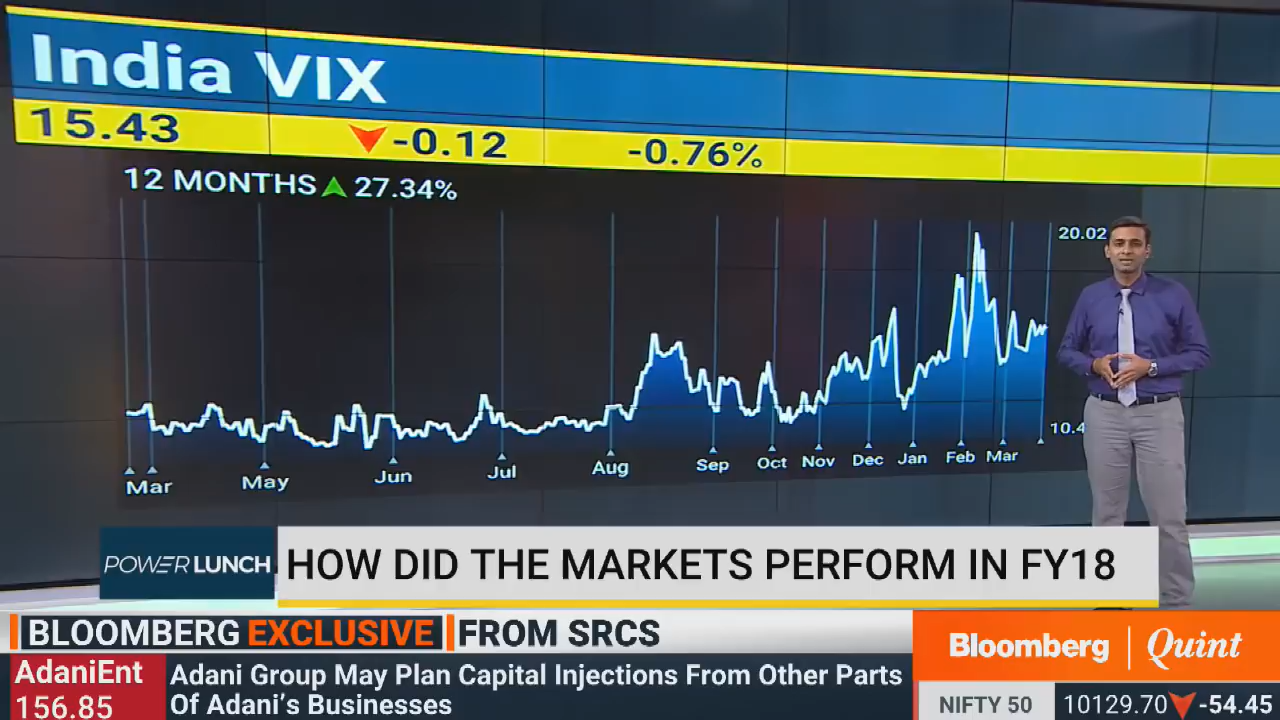 India VIX
15.43 -0.12 -0.76%
12 MONTHS 27.34%
20.02
10.4
Mar May Jun Jul Aug Sep Oct Nov Dec Jan Feb Mar
POWER LUNCH HOW DID THE MARKETS PERFORM IN FY18
BLOOMBERG EXCLUSIVE FROM SRCS
AdaniEnt
156.85
Adani Group May Plan Capital Injections From Other Parts
Of Adani's Businesses
Bloomberg Quint
NIFTY 50 10129.70 -54.45